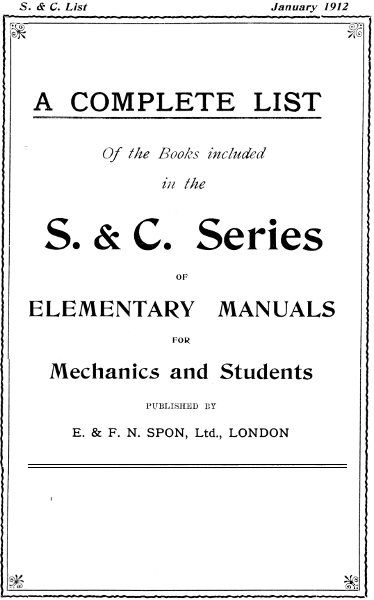 S. & C. List January 1912
A COMPLETE LIST
Of the Books included
in the
S. & C. Series
OF
ELEMENTARY MANUALS
FOR
Mechanics and Students
PUBLISHED BY
E. & F. N. SPON, Ltd., LONDON